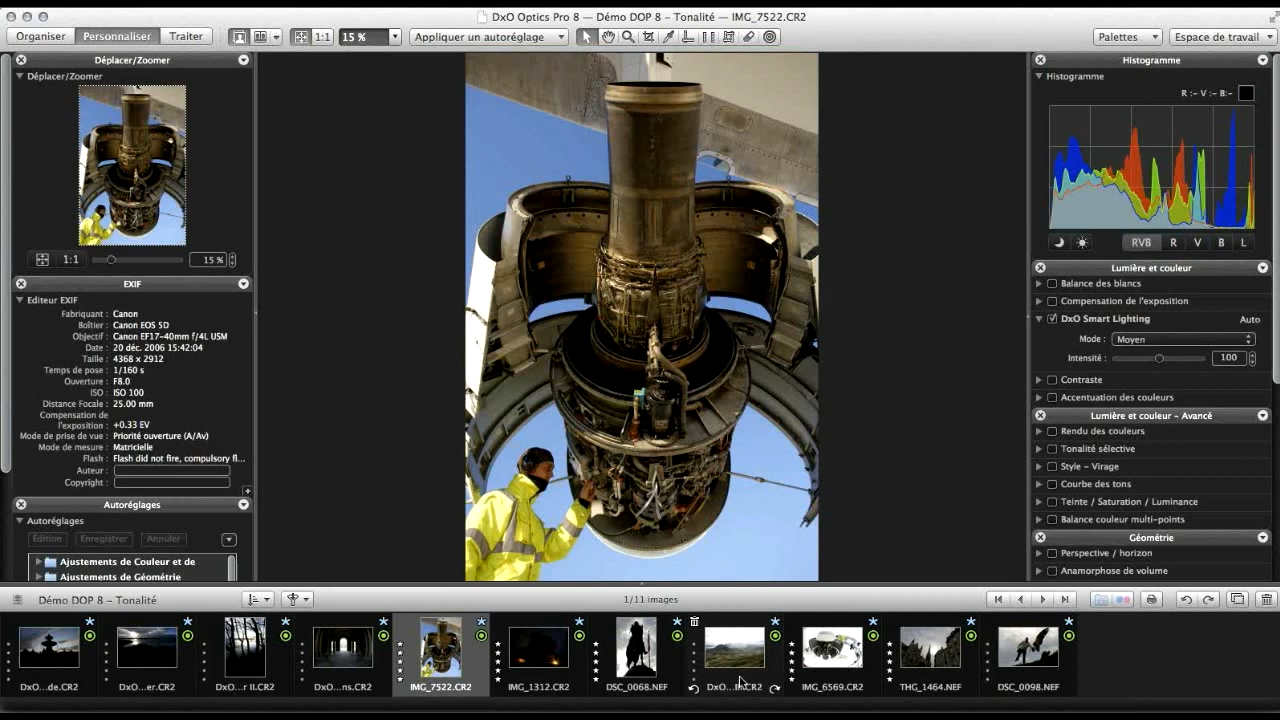 DxO Optics Pro 8 — Démo DOP 8 - Tonalité — IMG_7522.CR2
Organiser Personnaliser Traiter 1:1 15 % Appliquer un autoréglage Palettes Espace de travail
Déplacer/Zoomer
Déplacer/Zoomer
1:1 15 %
EXIF
Editeur EXIF
Fabriquant : Canon
Boîtier : Canon EOS 5D
Objectif : Canon EF17-40mm f/4L USM
Date : 20 déc. 2006 15:42:04
Taille : 4368 x 2912
Temps de pose : 1/160 s
Ouverture : F8.0
ISO : ISO 100
Distance Focale : 25.00 mm
Compensation de
l'exposition : +0.33 EV
Mode de prise de vue : Priorité ouverture (A/Av)
Mode de mesure : Matricielle
Flash : Flash did not fire, compulsory fl...
Auteur :
Copyright :
Autoréglages
Autoréglages
Édition Enregistrer Annuler
Ajustements de Couleur et de
Ajustements de Géométrie
Histogramme
Histogramme
R :- V :- B:-
RVB R V B L
Lumière et couleur
Balance des blancs
Compensation de l'exposition
DxO Smart Lighting Auto
Mode : Moyen
Intensité : 100
Contraste
Accentuation des couleurs
Lumière et couleur - Avancé
Rendu des couleurs
Tonalité sélective
Style - Virage
Courbe des tons
Teinte / Saturation / Luminance
Balance couleur multi-points
Géométrie
Perspective / horizon
Anamorphose de volume
Démo DOP 8 - Tonalité 1/11 images
DxO...de.CR2 DxO...er.CR2 DxO...r II.CR2 DxO...ns.CR2 IMG_7522.CR2 IMG_1312.CR2 DSC_0068.NEF IMG_6569.CR2 THG_1464.NEF DSC_0098.NEF